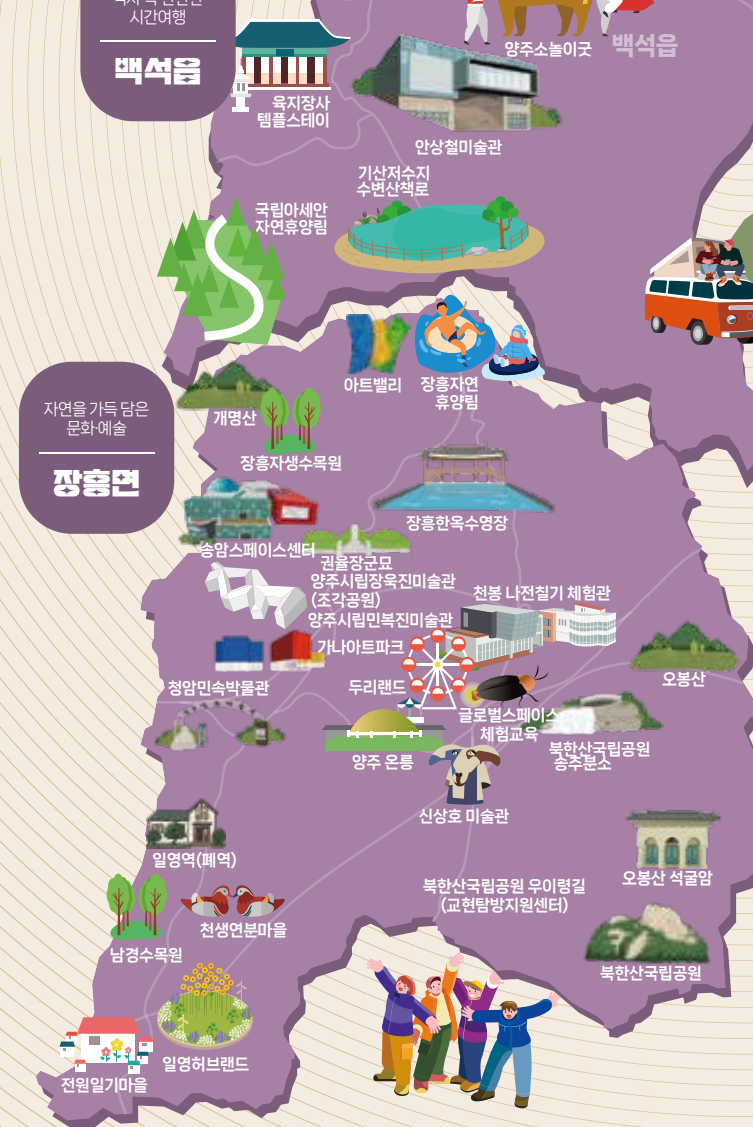 시간여행
백석읍
양주소놀이굿
백석읍
육지장사
템플스테이
안상철미술관
기산저수지
수변산책로
국립아세안
자연휴양림
아트밸리
장흥자연
휴양림
자연을 가득 담은
문화·예술
장흥면
개명산
장흥자생수목원
장흥한옥수영장
송암스페이스센터
권율장군묘
양주시립장욱진미술관
(조각공원)
양주시립민복진미술관
천봉 나전칠기 체험관
가나아트파크
오봉산
청암민속박물관
두리랜드
글로벌스페이스
체험교육
북한산국립공원
송추분소
양주 온릉
신상호 미술관
일영역(폐역)
오봉산 석굴암
북한산국립공원 우이령길
(교현탐방지원센터)
천생연분마을
남경수목원
북한산국립공원
일영허브랜드
전원일기마을